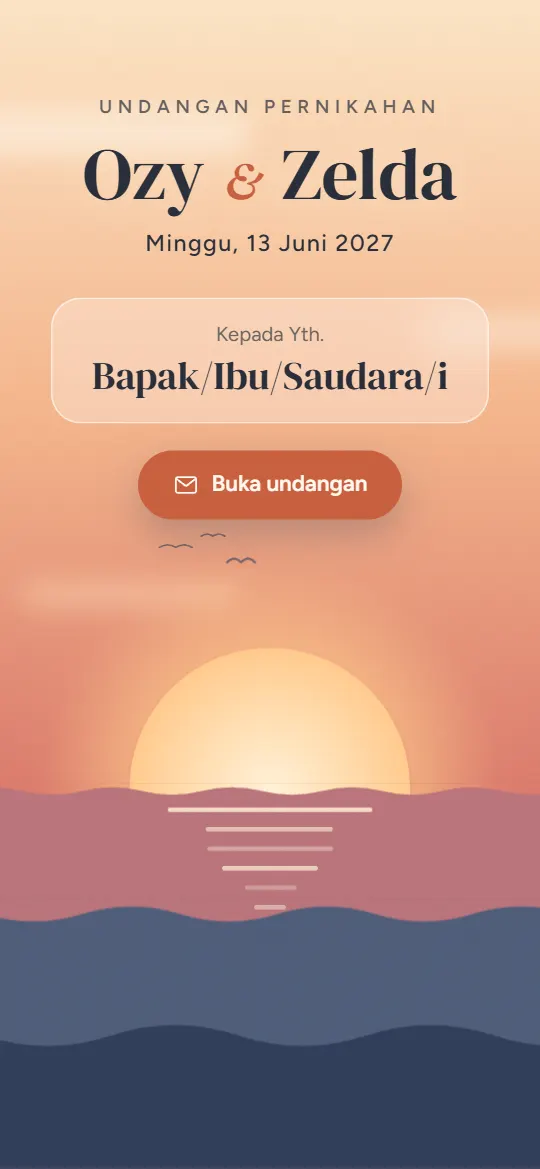 UNDANGAN PERNIKAHAN
Ozy & Zelda
Minggu, 13 Juni 2027
Kepada Yth.
Bapak/Ibu/Saudara/i
Buka undangan